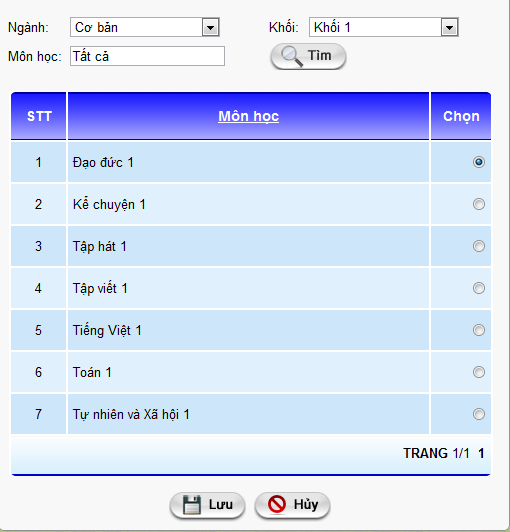 Ngành: Cơ bản Khối: Khối 1
Môn học: Tất cả Tìm
STT Môn học Chọn
1 Đạo đức 1
2 Kể chuyện 1
3 Tập hát 1
4 Tập viết 1
5 Tiếng Việt 1
6 Toán 1
7 Tự nhiên và Xã hội 1
TRANG 1/1 1
Lưu Hủy